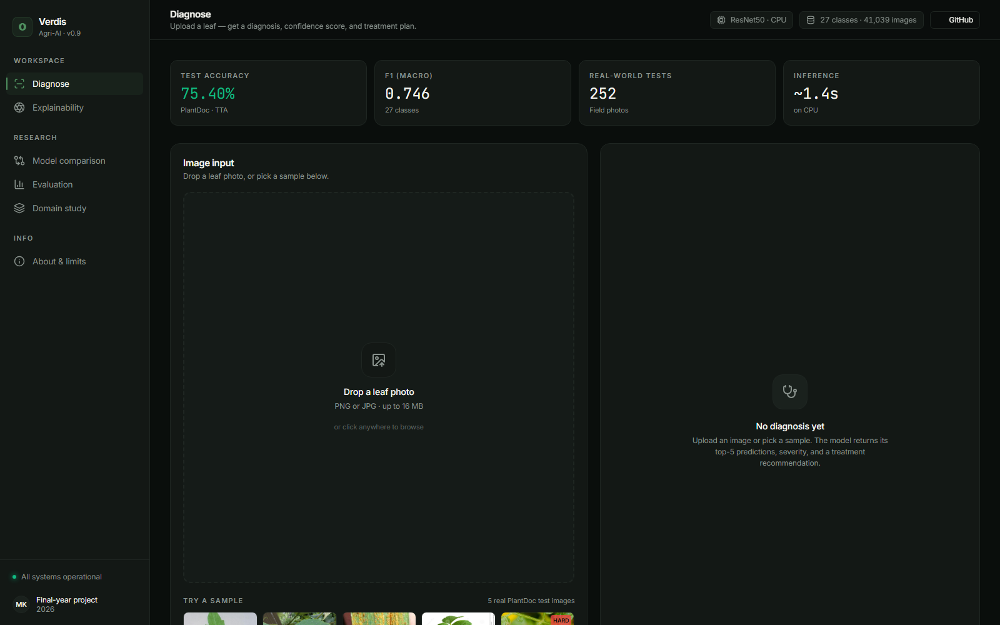 Verdis
Agri-AI · v0.9
WORKSPACE
Diagnose
Explainability
RESEARCH
Model comparison
Evaluation
Domain study
INFO
About & limits
All systems operational
MK
Final-year project
2026
Diagnose
Upload a leaf — get a diagnosis, confidence score, and treatment plan.
ResNet50 · CPU
27 classes · 41,039 images
GitHub
TEST ACCURACY
75.40%
PlantDoc · TTA
F1 (MACRO)
0.746
27 classes
REAL-WORLD TESTS
252
Field photos
INFERENCE
~1.4s
on CPU
Image input
Drop a leaf photo, or pick a sample below.
Drop a leaf photo
PNG or JPG · up to 16 MB
or click anywhere to browse
TRY A SAMPLE
5 real PlantDoc test images
HARD
No diagnosis yet
Upload an image or pick a sample. The model returns its
top-5 predictions, severity, and a treatment
recommendation.